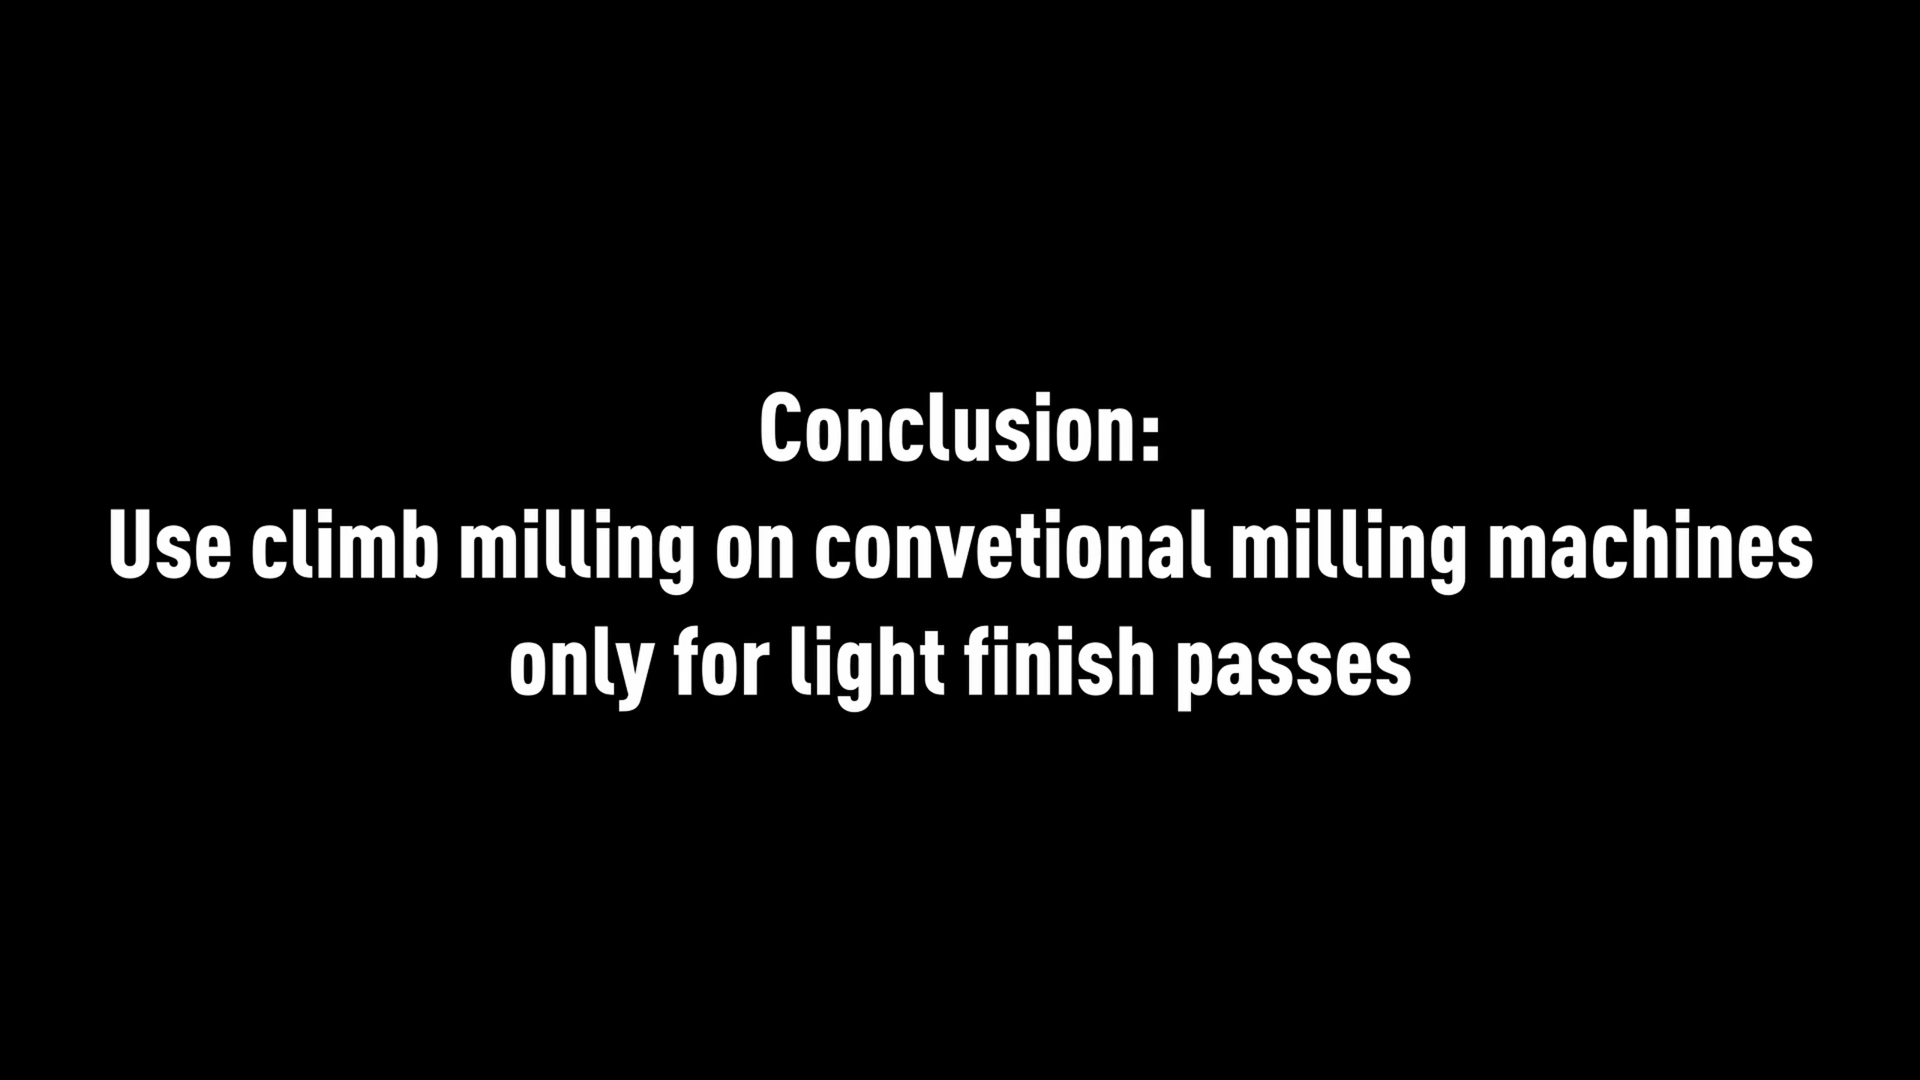 Conclusion:
Use climb milling on convetional milling machines
only for light finish passes